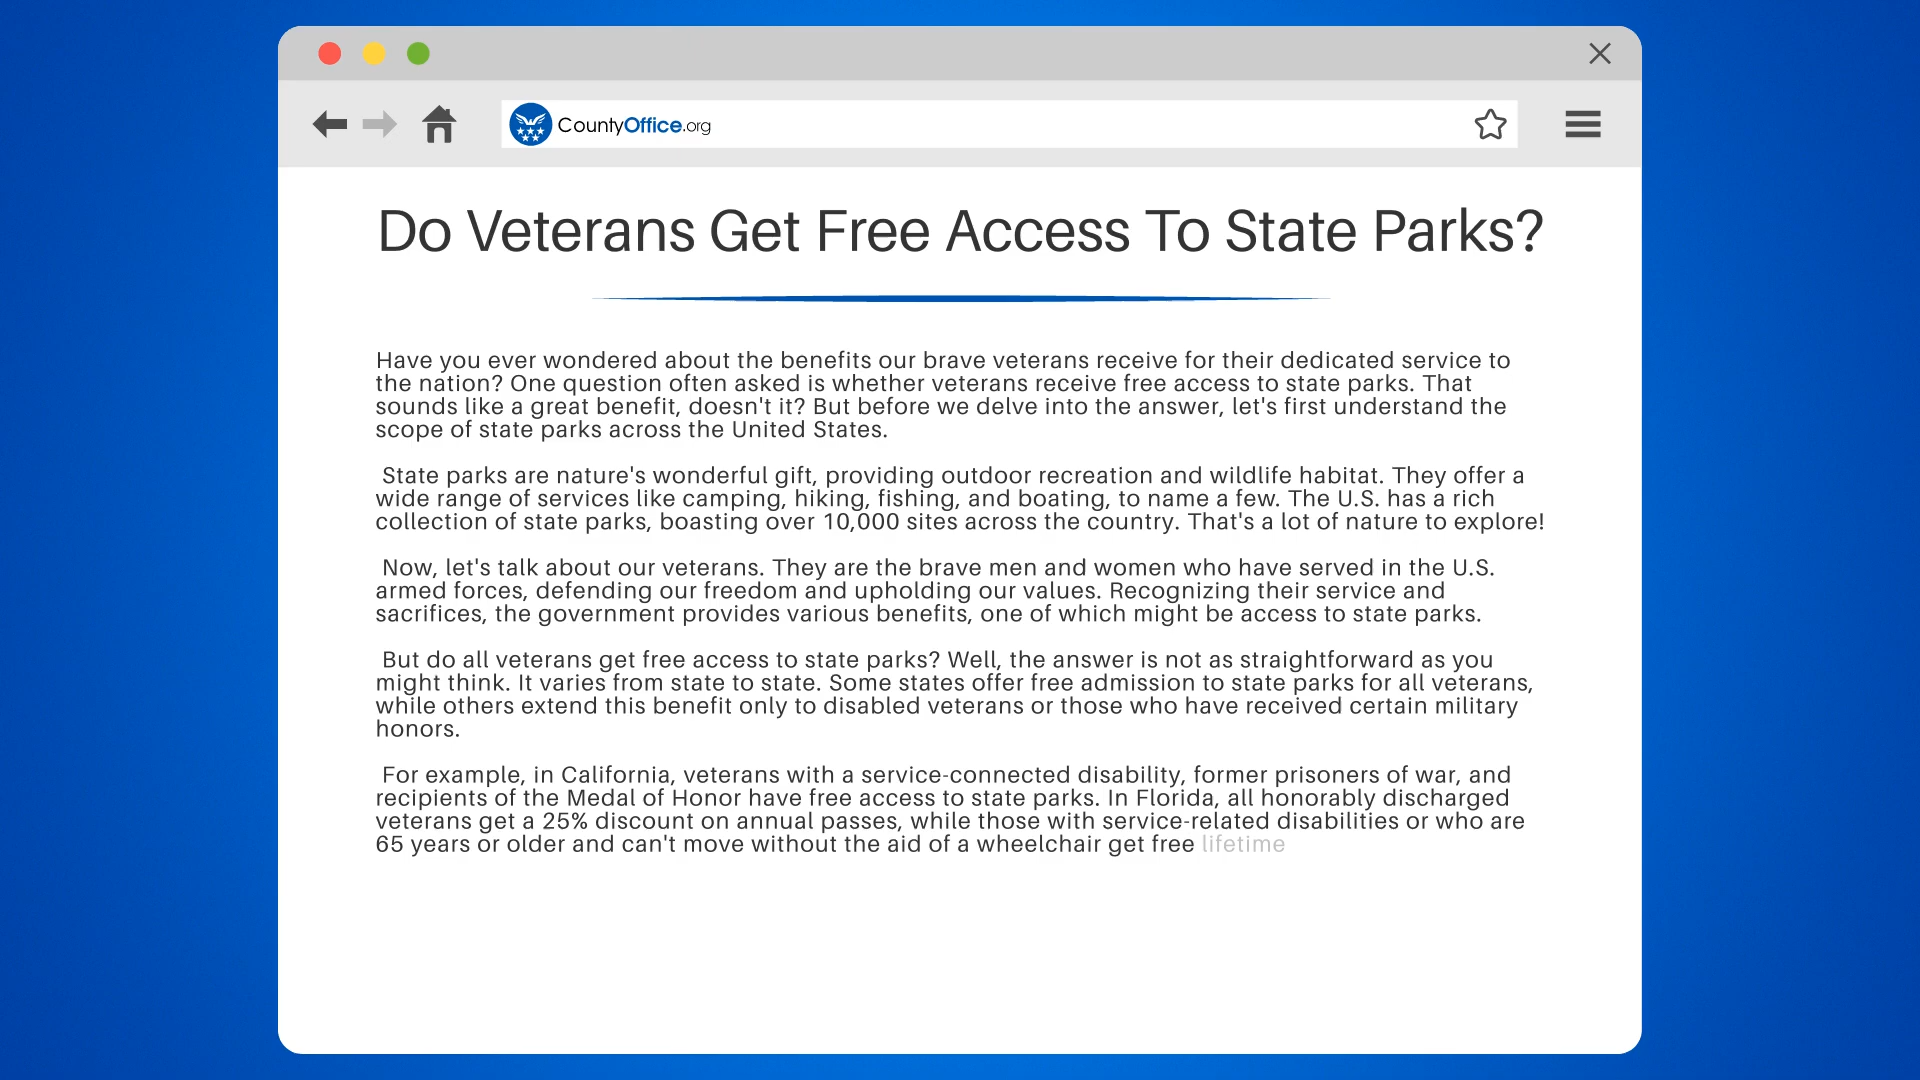 CountyOffice.org
Do Veterans Get Free Access To State Parks?
Have you ever wondered about the benefits our brave veterans receive for their dedicated service to
the nation? One question often asked is whether veterans receive free access to state parks. That
sounds like a great benefit, doesn't it? But before we delve into the answer, let's first understand the
scope of state parks across the United States.
State parks are nature's wonderful gift, providing outdoor recreation and wildlife habitat. They offer a
wide range of services like camping, hiking, fishing, and boating, to name a few. The U.S. has a rich
collection of state parks, boasting over 10,000 sites across the country. That's a lot of nature to explore!
Now, let's talk about our veterans. They are the brave men and women who have served in the U.S.
armed forces, defending our freedom and upholding our values. Recognizing their service and
sacrifices, the government provides various benefits, one of which might be access to state parks.
But do all veterans get free access to state parks? Well, the answer is not as straightforward as you
might think. It varies from state to state. Some states offer free admission to state parks for all veterans,
while others extend this benefit only to disabled veterans or those who have received certain military
honors.
For example, in California, veterans with a service-connected disability, former prisoners of war, and
recipients of the Medal of Honor have free access to state parks. In Florida, all honorably discharged
veterans get a 25% discount on annual passes, while those with service-related disabilities or who are
65 years or older and can't move without the aid of a wheelchair get free lifetime